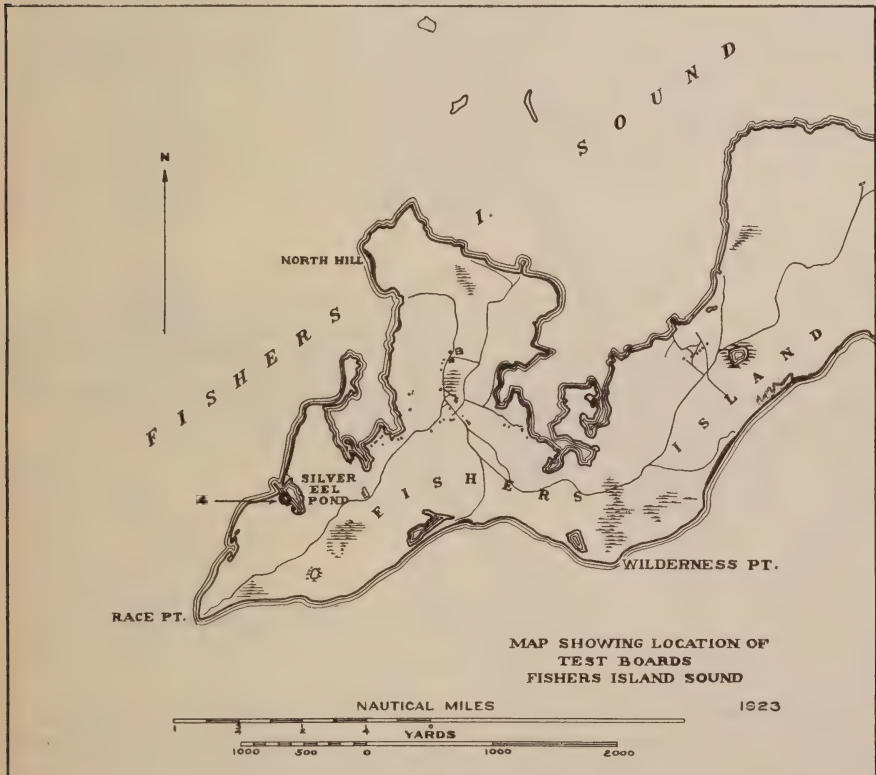 FISHERS I. SOUND
N
NORTH HILL
SILVER
EEL
POND
4
FISHERS ISLAND
WILDERNESS PT.
RACE PT.
MAP SHOWING LOCATION OF
TEST BOARDS
FISHERS ISLAND SOUND
1923
NAUTICAL MILES
YARDS
1000 500 0 1000 2000